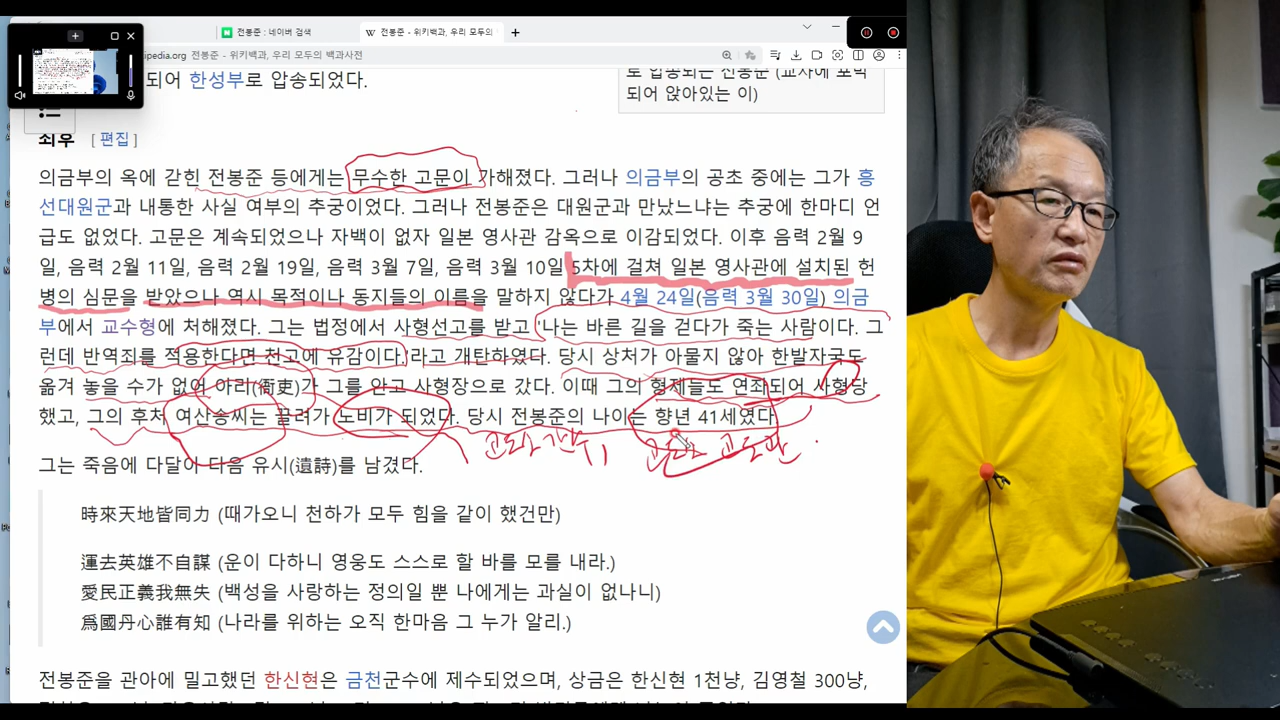 전봉준 : 네이버 검색
전봉준 - 위키백과, 우리 모두의
ipedia.org 전봉준 - 위키백과, 우리 모두의 백과사전
되어 한성부로 압송되었다.
되어 앉아있는 이)
최후 [ 편집 ]
의금부의 옥에 갇힌 전봉준 등에게는 무수한 고문이 가해졌다. 그러나 의금부의 공초 중에는 그가 흥
선대원군과 내통한 사실 여부의 추궁이었다. 그러나 전봉준은 대원군과 만났느냐는 추궁에 한마디 언
급도 없었다. 고문은 계속되었으나 자백이 없자 일본 영사관 감옥으로 이감되었다. 이후 음력 2월 9
일, 음력 2월 11일, 음력 2월 19일, 음력 3월 7일, 음력 3월 10일 5차에 걸쳐 일본 영사관에 설치된 헌
병의 심문을 받았으나 역시 목적이나 동지들의 이름을 말하지 않다가 4월 24일(음력 3월 30일) 의금
부에서 교수형에 처해졌다. 그는 법정에서 사형선고를 받고 '나는 바른 길을 걷다가 죽는 사람이다. 그
런데 반역죄를 적용한다면 천고에 유감이다.'라고 개탄하였다. 당시 상처가 아물지 않아 한발자국도
옮겨 놓을 수가 없어 아리(衙吏)가 그를 안고 사형장으로 갔다. 이때 그의 형제들도 연좌되어 사형당
했고, 그의 후처 여산송씨는 끌려가 노비가 되었다. 당시 전봉준의 나이는 향년 41세였다
그는 죽음에 다달아 다음 유시(遺詩)를 남겼다.
時來天地皆同力 (때가오니 천하가 모두 힘을 같이 했건만)
運去英雄不自謀 (운이 다하니 영웅도 스스로 할 바를 모를 내라.)
愛民正義我無失 (백성을 사랑하는 정의일 뿐 나에게는 과실이 없나니)
爲國丹心誰有知 (나라를 위하는 오직 한마음 그 누가 알리.)
전봉준을 관아에 밀고했던 한신현은 금천군수에 제수되었으며, 상금은 한신현 1천냥, 김영철 300냥,